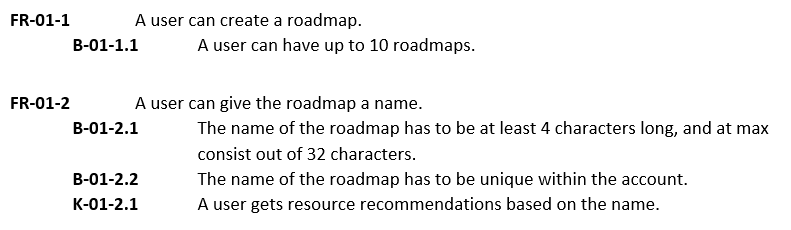 FR-01-1 A user can create a roadmap.
B-01-1.1 A user can have up to 10 roadmaps.
FR-01-2 A user can give the roadmap a name.
B-01-2.1 The name of the roadmap has to be at least 4 characters long, and at max
consist out of 32 characters.
B-01-2.2 The name of the roadmap has to be unique within the account.
K-01-2.1 A user gets resource recommendations based on the name.